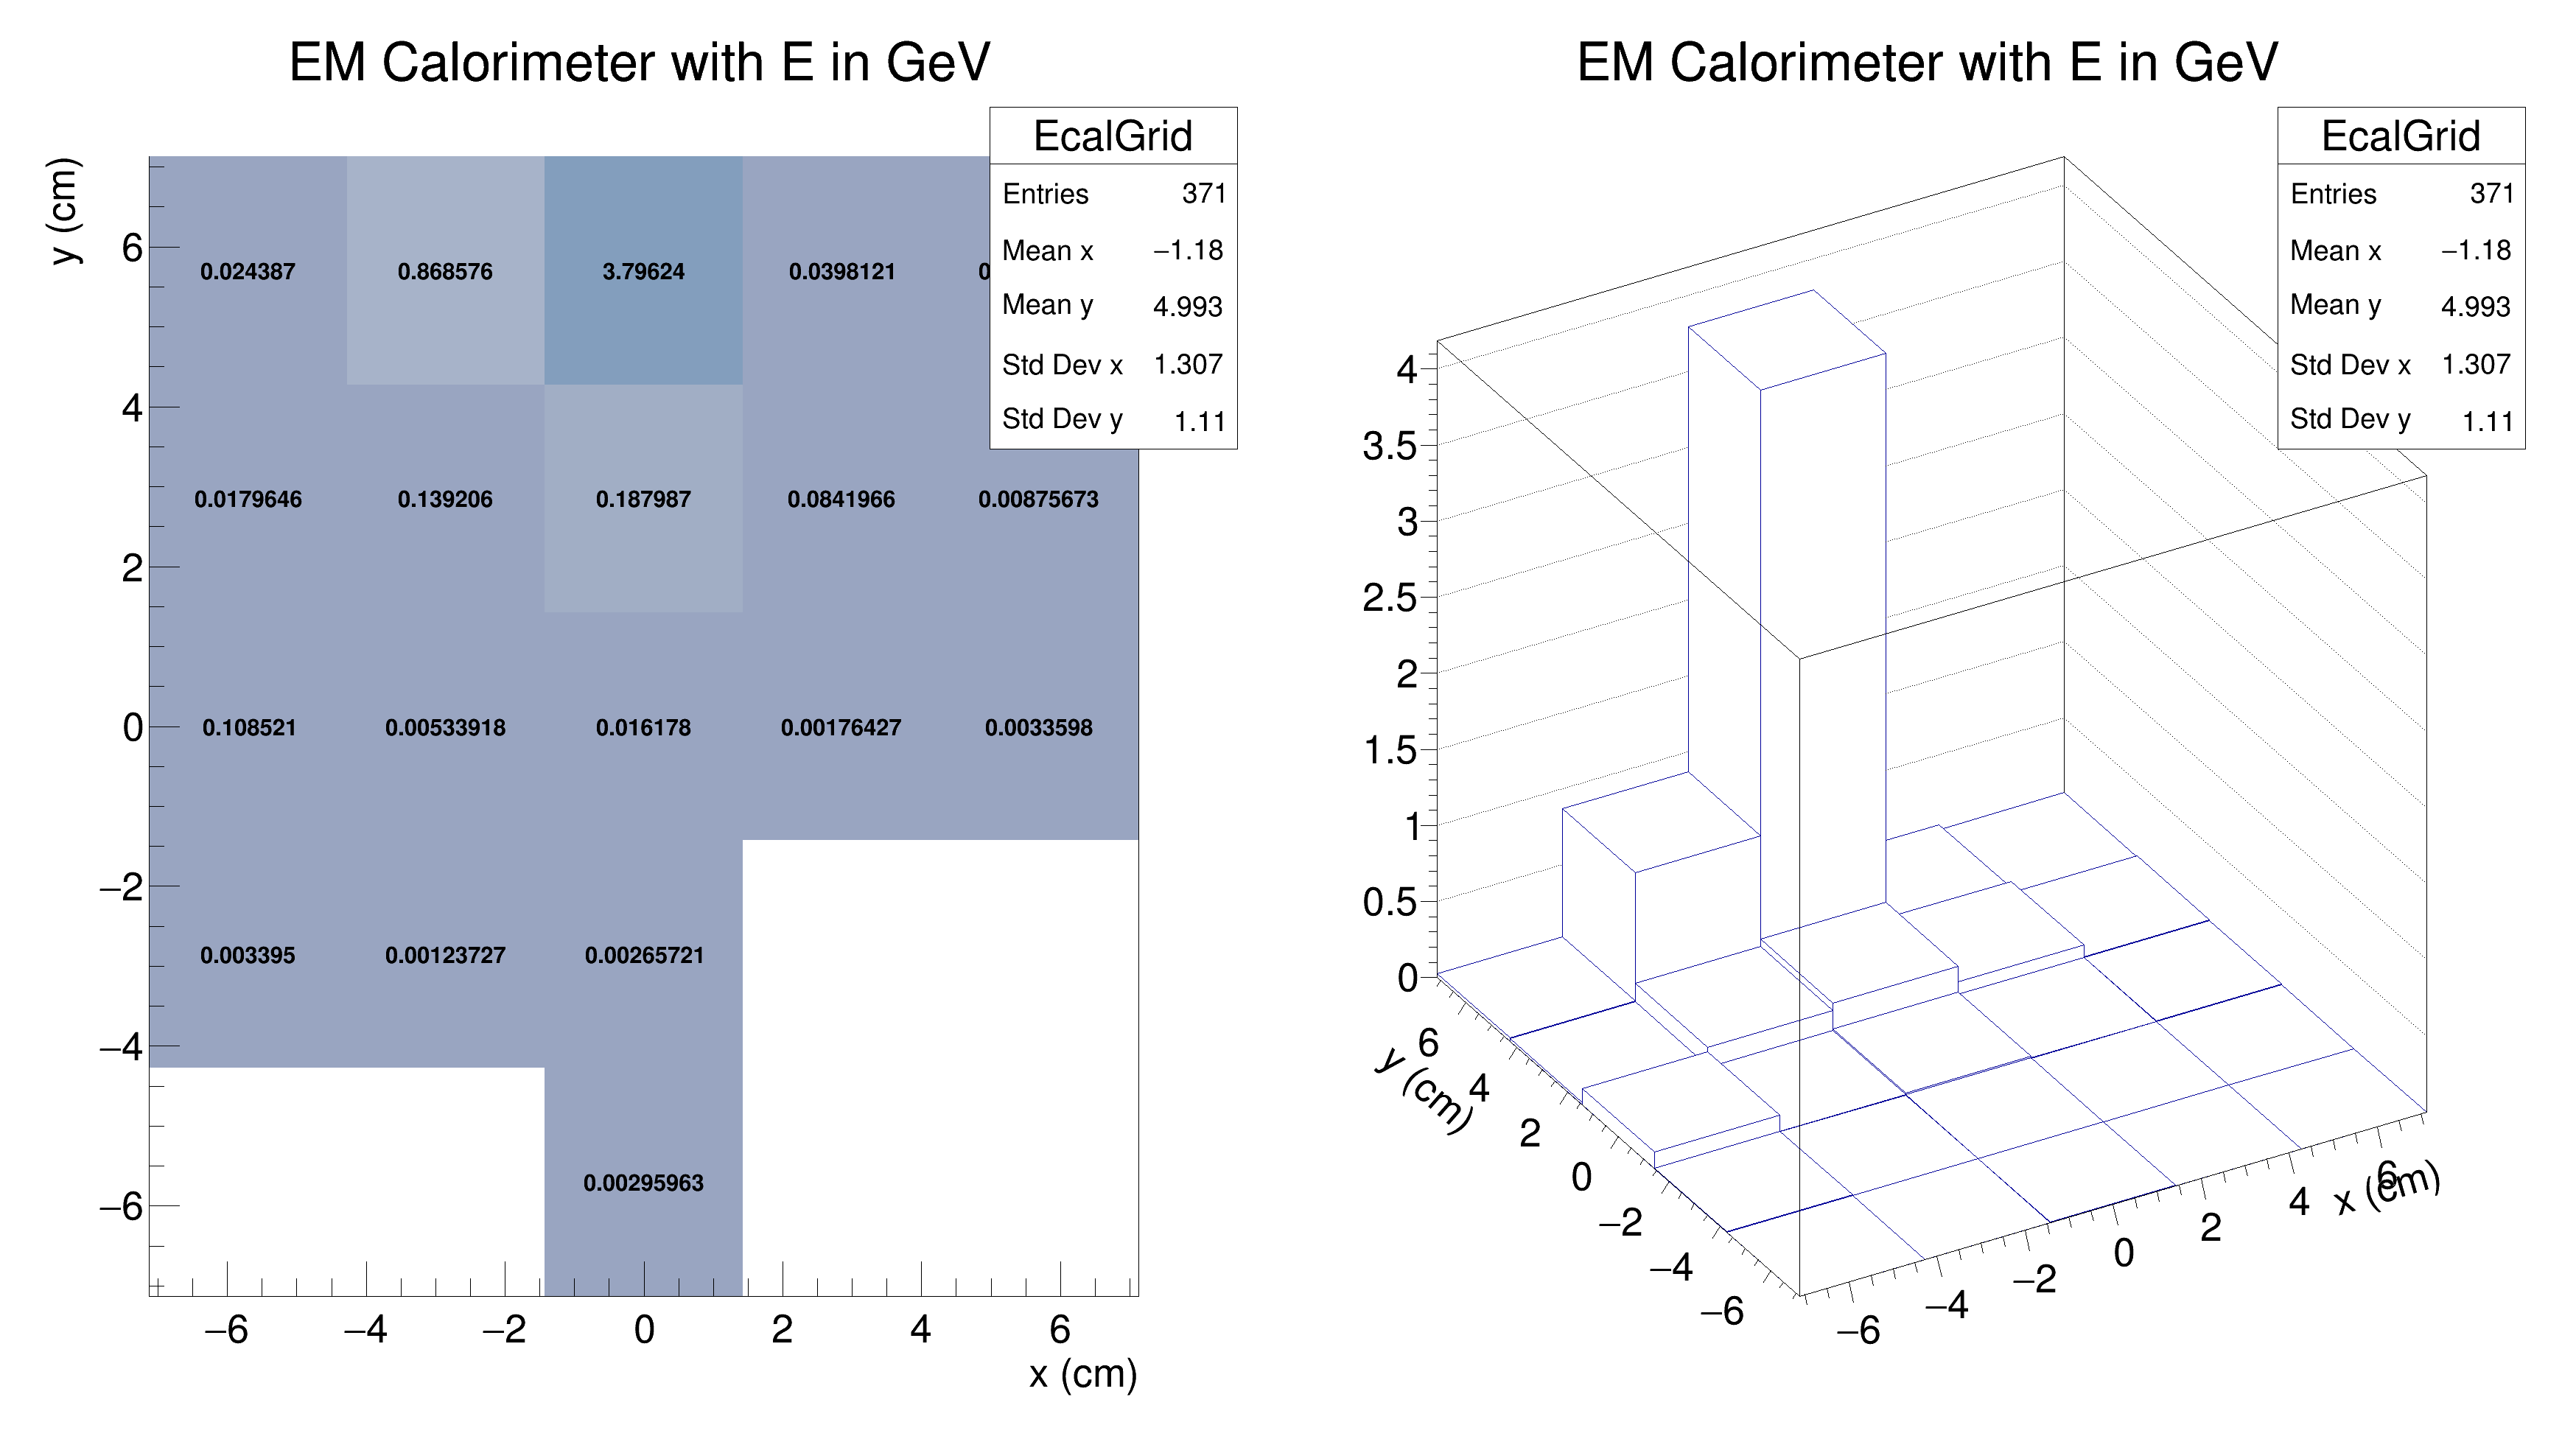 EM Calorimeter with E in GeV
EcalGrid
Entries 371
Mean x −1.18
Mean y 4.993
Std Dev x 1.307
Std Dev y 1.11
y (cm)
6
4
2
0
−2
−4
−6
0.024387 0.868576 3.79624 0.0398121
0.0179646 0.139206 0.187987 0.0841966 0.00875673
0.108521 0.00533918 0.016178 0.00176427 0.0033598
0.003395 0.00123727 0.00265721
0.00295963
−6 −4 −2 0 2 4 6
x (cm)
EM Calorimeter with E in GeV
EcalGrid
Entries 371
Mean x −1.18
Mean y 4.993
Std Dev x 1.307
Std Dev y 1.11
4
3.5
3
2.5
2
1.5
1
0.5
0
y (cm)
6
4
2
0
−2
−4
−6
−6 −4 −2 0 2 4 6
x (cm)